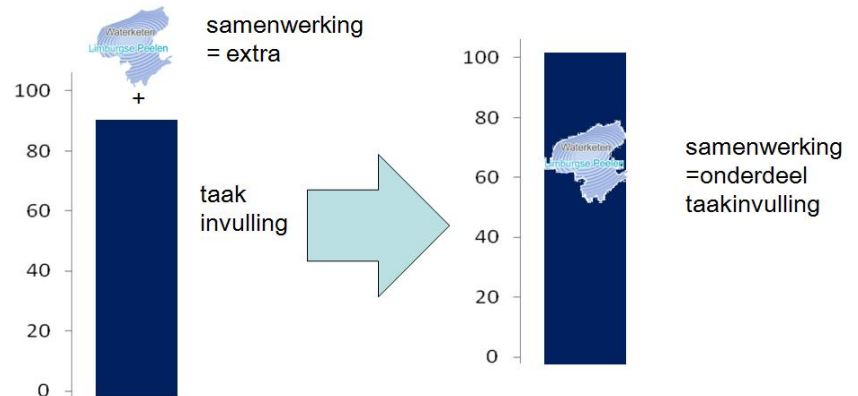 Waterketen
Limburgse Peelen
samenwerking
= extra
+
100
80
60
40
20
0
taak
invulling
100
80
60
40
20
0
Waterketen
Limburgse Peelen
samenwerking
=onderdeel
taakinvulling